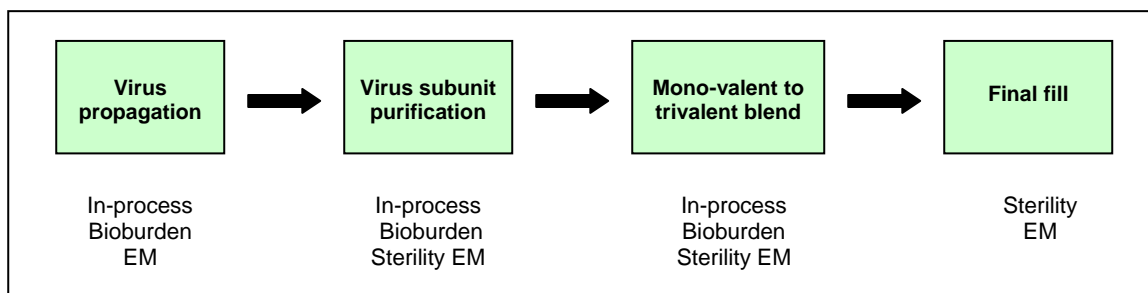 Virus
propagation
Virus subunit
purification
Mono-valent to
trivalent blend
Final fill
In-process
Bioburden
EM
In-process
Bioburden
Sterility EM
In-process
Bioburden
Sterility EM
Sterility
EM